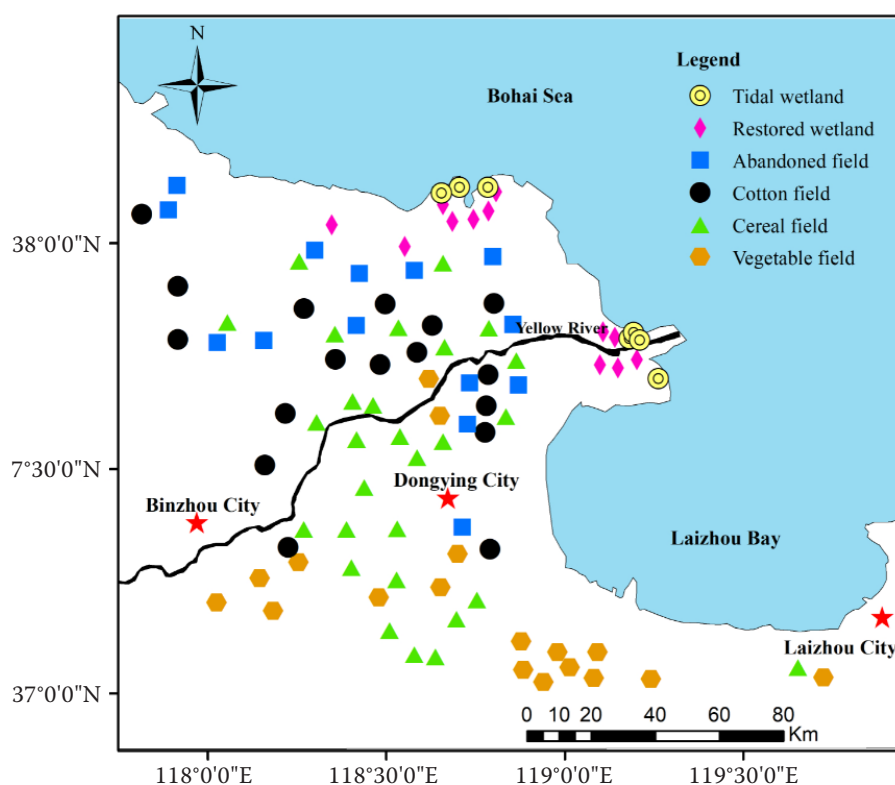 N
Bohai Sea
Legend
Tidal wetland
Restored wetland
Abandoned field
Cotton field
Cereal field
Vegetable field
38°0'0"N
Yellow River
7°30'0"N
Dongying City
Binzhou City
Laizhou Bay
Laizhou City
37°0'0"N
0 10 20 40 60 80
Km
118°0'0"E 118°30'0"E 119°0'0"E 119°30'0"E